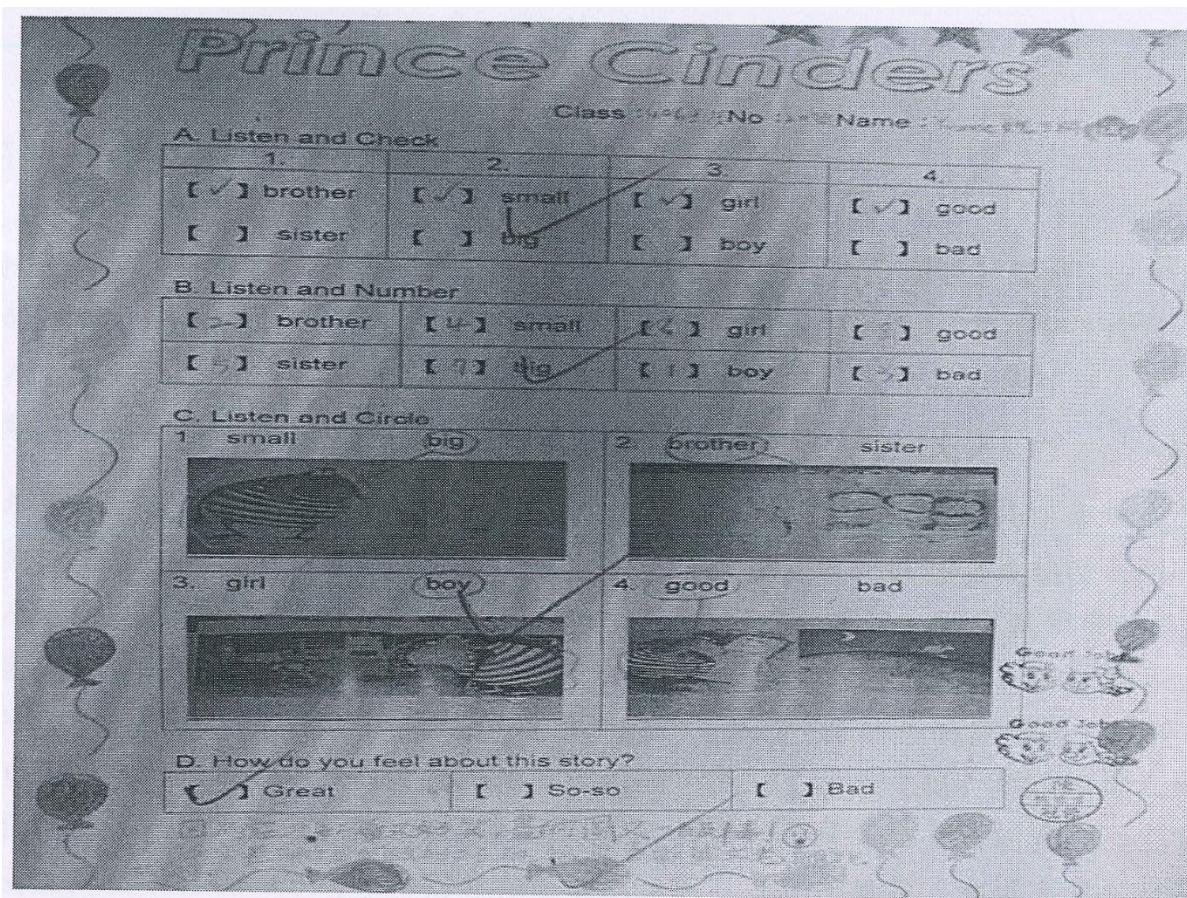 Prince Cinders
Class : No : Name :
A. Listen and Check
1. 2. 3. 4.
【✓】 brother 【✓】 small 【✓】 girl 【✓】 good
【 】 sister 【 】 big 【 】 boy 【 】 bad
B. Listen and Number
【2】 brother 【4】 small 【 】 girl 【 】 good
【5】 sister 【7】 big 【1】 boy 【3】 bad
C. Listen and Circle
1 small big
2. brother sister
3. girl boy
4. good bad
Good Job
Good Job
D. How do you feel about this story?
【✓】 Great 【 】 So-so 【 】 Bad